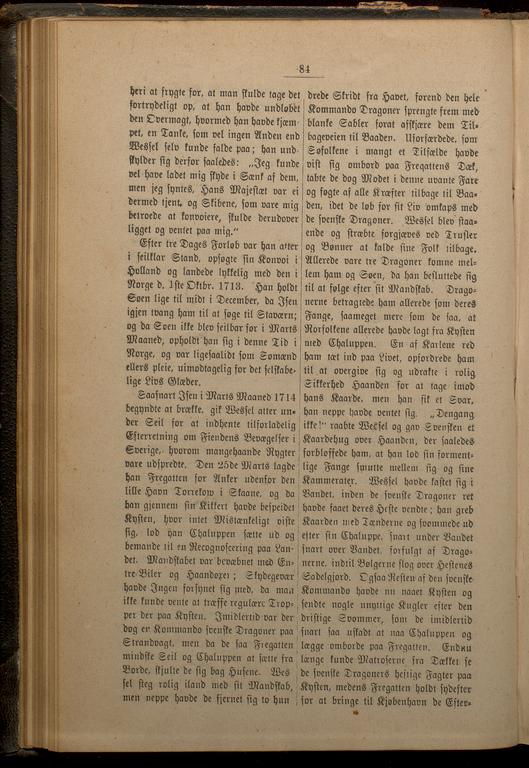 84
heri at frygte for, at man skulde tage det
fortrydeligt op, at han havde undløbet
den Overmagt, hvormed han havde kjæm-
pet, en Tanke, som vel ingen Anden end
Wessel selv kunde falde paa; han und-
skylder sig derfor saaledes: „Jeg kunde
vel have ladet mig skyde i Sænk af dem,
men jeg syntes, Hans Majestæt var ei
dermed tjent, og Skibene, som vare mig
betroede at konvoiere, skulde derudover
ligget og ventet paa mig.“
Efter tre Dages Forløb var han atter
i seilklar Stand, opsøgte sin Konvoi i
Holland og landede lykkelig med den i
Norge d. 1ste Oktbr. 1713. Han holdt
Søen lige til midt i December, da Isen
igjen tvang ham til at søge til Staværn;
og da Søen ikke blev seilbar før i Marts
Maaned, opholdt han sig i denne Tid i
Norge, og var ligesaalidt som Sømænd
ellers pleie, uimodtagelig for det selskabe-
lige Livs Glæder.
Saasnart Isen i Marts Maaned 1714
begyndte at brække, gik Wessel atter un-
der Seil for at indhente tilforladelig
Efterretning om Fiendens Bevægelser i
Sverige, hvorom mangehaande Rygter
vare udspredte. Den 25de Marts lagde
han Fregatten for Anker udenfor den
lille Havn Torrekow i Skaane, og da
han gjennem sin Kikkert havde bespeidet
Kysten, hvor intet Mistænkeligt viste
sig, lod han Chaluppen sætte ud og
bemande til en Recognoscering paa Lan-
det. Mandskabet var bevæbnet med En-
tre-Biler og Haandøxer; Skydegevær
havde Ingen forsynet sig med, da man
ikke kunde vente at træffe regulære Trop-
per der paa Kysten. Imidlertid var der
dog en Kommando svenske Dragoner paa
Strandvagt, men da de saa Fregatten
mindske Seil og Chaluppen at sætte fra
Borde, skjulte de sig bag Husene. Wes-
sel steg rolig iland med sit Mandskab,
men neppe havde de fjernet sig to hun
drede Skridt fra Havet, førend den hele
Kommando Dragoner sprengte frem med
blanke Sabler forat afskjære dem Til-
bageveien til Baaden. Uforfærdede, som
Søfolkene i mangt et Tilfælde havde
vist sig ombord paa Fregattens Dæk,
tabte de dog Modet i denne uvante Fare
og søgte af alle Kræfter tilbage til Baa-
den, idet de løb for sit Liv omkaps med
de svenske Dragoner. Wessel blev staa-
ende og stræbte forgjæves ved Trusler
og Bønner at kalde sine Folk tilbage.
Allerede vare tre Dragoner komne mel-
lem ham og Søen, da han besluttede sig
til at følge efter sit Mandskab. Drago-
nerne betragtede ham allerede som deres
Fange, saameget mere som de saa, at
Norfolkene allerede havde lagt fra Kysten
med Chaluppen. En af Karlene red
ham tæt ind paa Livet, opfordrede ham
til at overgive sig og udrakte i rolig
Sikkerhed Haanden for at tage imod
hans Kaarde, men han fik et Svar,
han neppe havde ventet sig. „Dengang
ikke!“ raabte Wessel og gav Svensken et
Kaardehug over Haanden, der saaledes
forbløffede ham, at han lod sin forment-
lige Fange smutte mellem sig og sine
Kammerater. Wessel havde kastet sig i
Vandet, inden de svenske Dragoner ret
havde faaet deres Heste vendte; han greb
Kaarden med Tænderne og svømmede ud
efter sin Chaluppe, snart under Vandet
snart over Vandet, forfulgt af Drago-
nerne, indtil Bølgerne slog over Hestenes
Sadelgjord. Ogsaa Resten af den svenske
Kommando havde nu naaet Kysten og
sendte nogle unyttige Kugler efter den
driftige Svømmer, som de imidlertid
snart saa uskadt at naa Chaluppen og
lægge omborde paa Fregatten. Endnu
længe kunde Matroserne fra Dækket se
de svenske Dragoners heftige Fagter paa
Kysten, medens Fregatten holdt sydefter
for at bringe til Kjøbenhavn de Efter-